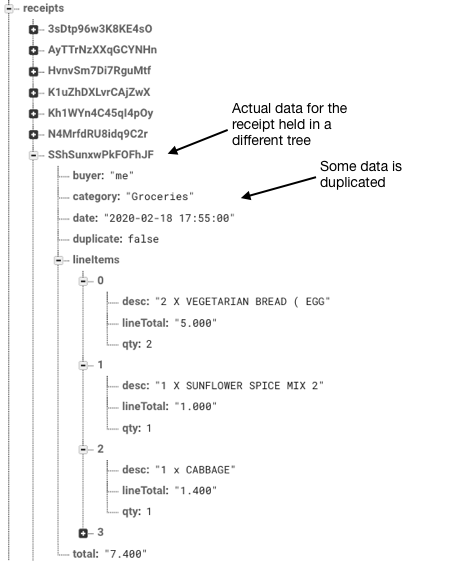 receipts
3sDtp96w3K8KE4sO
AyTTrNzXXqGCYNHn
HvnvSm7Di7RguMtf
K1uZhDXLvrCAjZwX
Kh1WYn4C45qI4pOy
N4MrfdRU8idq9C2r
SShSunxwPkFOFhJF
Actual data for the
receipt held in a
different tree
buyer: "me"
Some data is
duplicated
category: "Groceries"
date: "2020-02-18 17:55:00"
duplicate: false
lineItems
0
desc: "2 X VEGETARIAN BREAD ( EGG"
lineTotal: "5.000"
qty: 2
1
desc: "1 X SUNFLOWER SPICE MIX 2"
lineTotal: "1.000"
qty: 1
2
desc: "1 x CABBAGE"
lineTotal: "1.400"
qty: 1
3
total: "7.400"